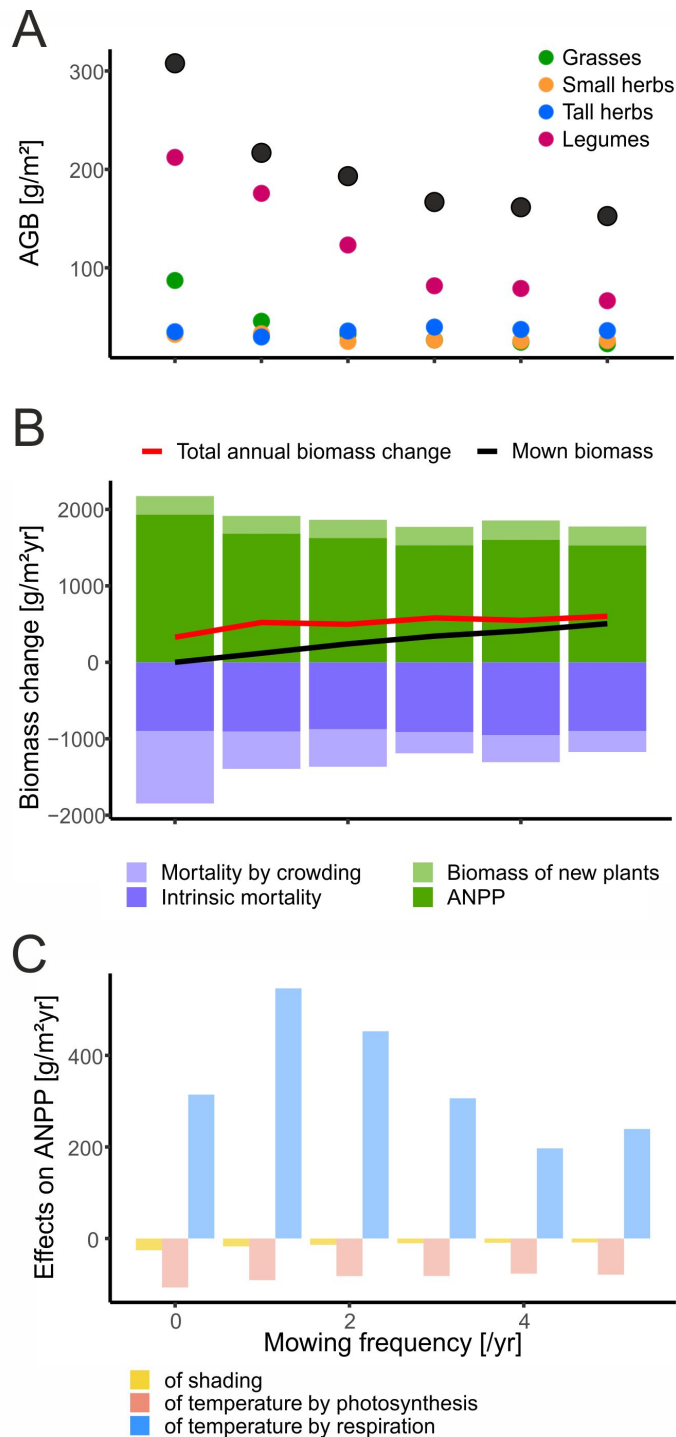 A
AGB [g/m²]
300
200
100
Grasses
Small herbs
Tall herbs
Legumes
B
Total annual biomass change
Mown biomass
Biomass change [g/m²yr]
2000
1000
0
−1000
−2000
Mortality by crowding
Biomass of new plants
Intrinsic mortality
ANPP
C
Effects on ANPP [g/m²yr]
400
200
0
0
2
4
Mowing frequency [/yr]
of shading
of temperature by photosynthesis
of temperature by respiration